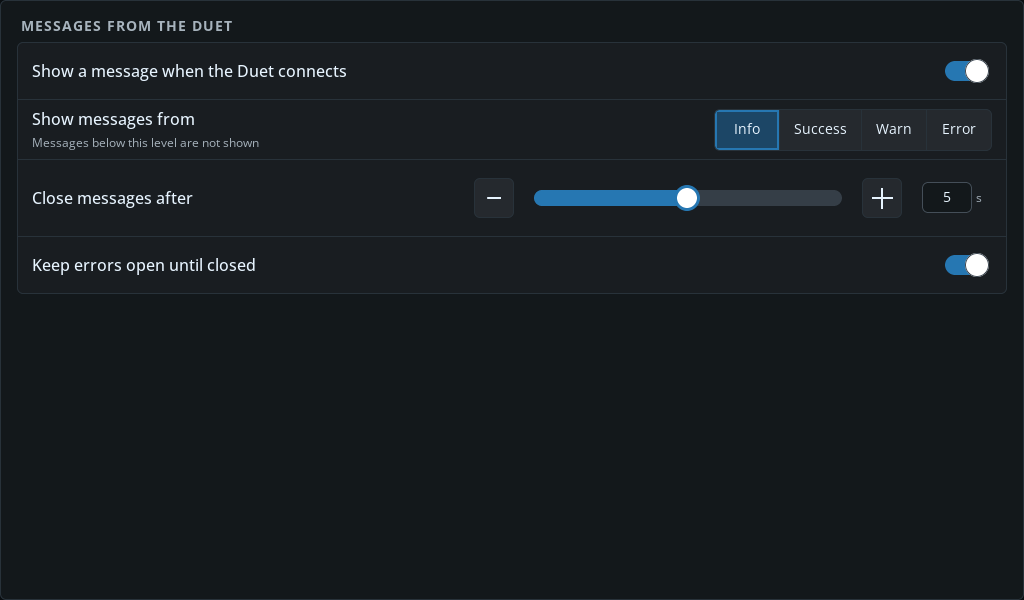 MESSAGES FROM THE DUET
Show a message when the Duet connects
Show messages from
Messages below this level are not shown
Info Success Warn Error
Close messages after
5 s
Keep errors open until closed